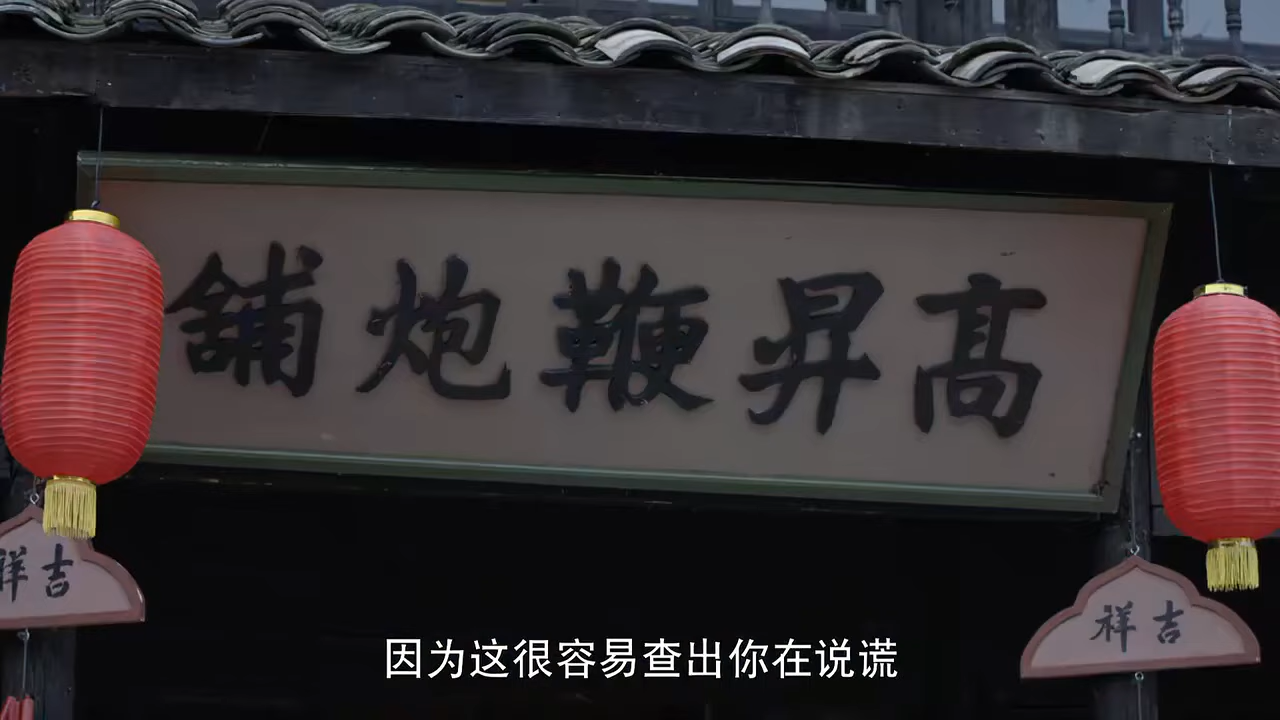 高昇鞭炮舖
吉祥
吉祥
因为这很容易查出你在说谎